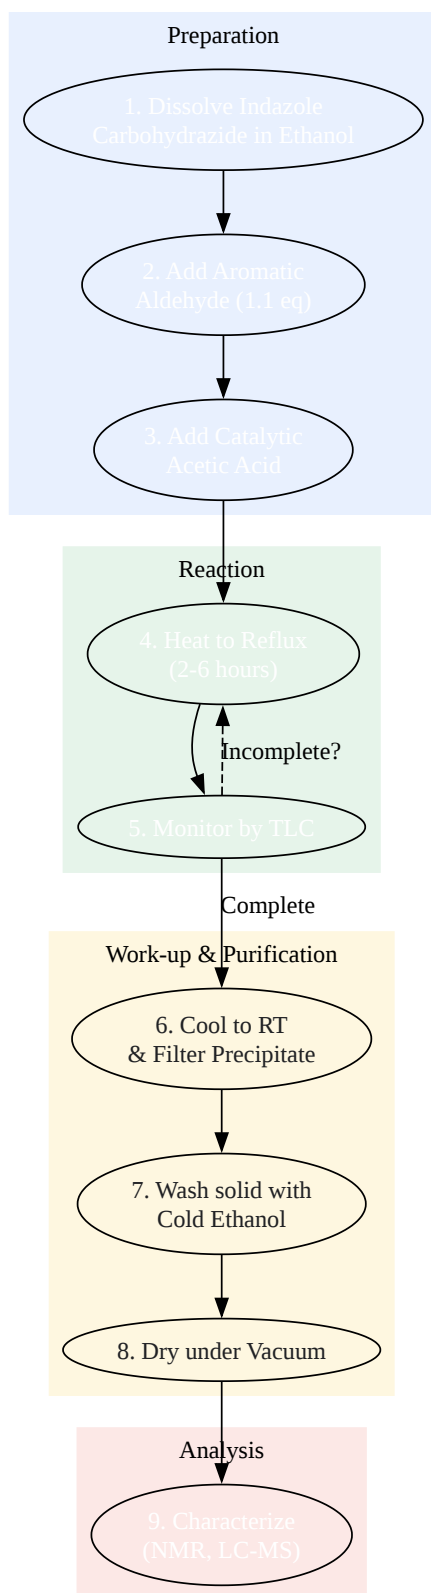 Preparation
1. Dissolve Indazole
Carbohydrazide in Ethanol
2. Add Aromatic
Aldehyde (1.1 eq)
3. Add Catalytic
Acetic Acid
Reaction
4. Heat to Reflux
(2-6 hours)
Incomplete?
5. Monitor by TLC
Complete
Work-up & Purification
6. Cool to RT
& Filter Precipitate
7. Wash solid with
Cold Ethanol
8. Dry under Vacuum
Analysis
9. Characterize
(NMR, LC-MS)